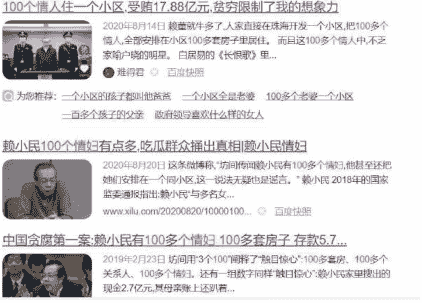 100个情人住一个小区,受贿17.88亿元,贫穷限制了我的想象力
2020年8月14日 赖董就牛多了,人家直接在珠海开发一个小区,把100多个
情人,全部安排在小区100多套房子里居住。 而且这100多个情人中,不乏
家喻户晓的明星。 白居易的《长恨歌》里...
难得君 百度快照
为您推荐: 一个小区的孩子都叫他爸爸 一个小区全是老婆 100多个老婆一个小区
一百多个孩子的父亲 政府领导喜欢什么样的女人
赖小民100个情妇有点多,吃瓜群众捅出真相|赖小民|情妇
2020年8月20日 这条微博称,“坊间传闻赖小民有100多个情妇,他甚至还把
她们安排在一个同小区,这一说法无疑也是谣言。” 赖小民 2018年的国家
监委通报指出:赖小民“与多名女...
www.xilu.com/20200820/10000100... 百度快照
中国贪腐第一案:赖小民有100多个情妇 100多套房子 存款5.7...
2019年2月23日 坊间用“3个100”阐释了“触目惊心”:100多套房、100多个
关系人、100多个情妇。还有一组数字同样“触目惊心”:赖小民家里搜出的
现金2.7亿元,其母亲账上还趴着...